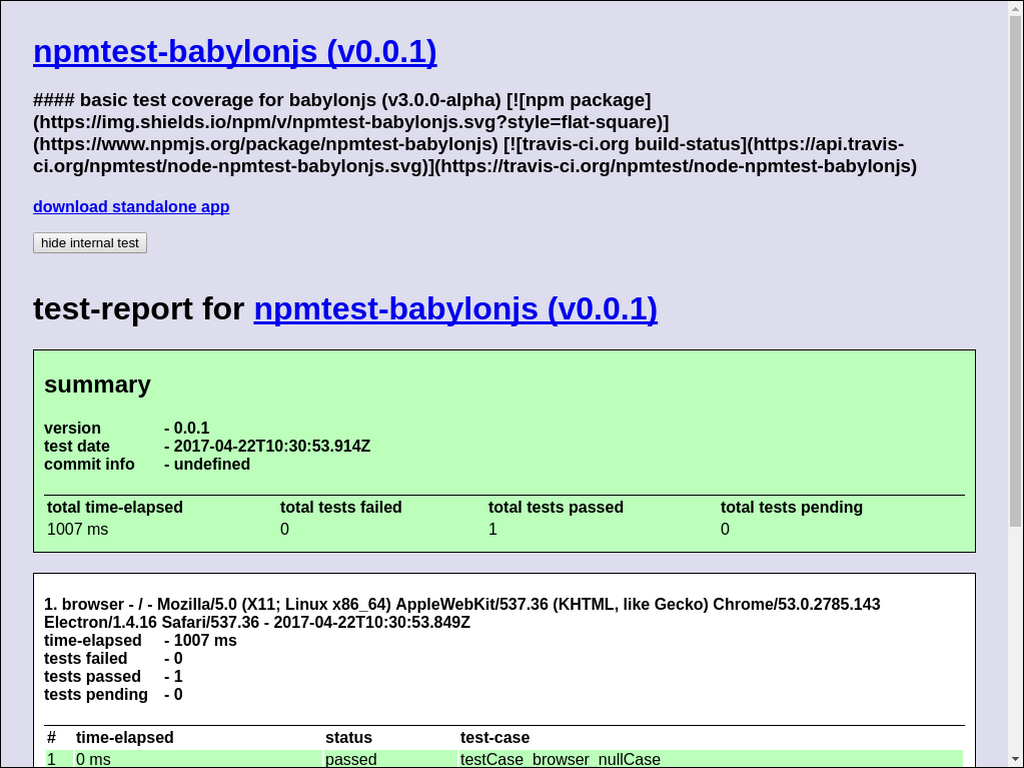 npmtest-babylonjs (v0.0.1)
#### basic test coverage for babylonjs (v3.0.0-alpha) [![npm package]
(https://img.shields.io/npm/v/npmtest-babylonjs.svg?style=flat-square)]
(https://www.npmjs.org/package/npmtest-babylonjs) [![travis-ci.org build-status](https://api.travis-
ci.org/npmtest/node-npmtest-babylonjs.svg)](https://travis-ci.org/npmtest/node-npmtest-babylonjs)
download standalone app
hide internal test
test-report for npmtest-babylonjs (v0.0.1)
summary
version - 0.0.1
test date - 2017-04-22T10:30:53.914Z
commit info - undefined
total time-elapsed total tests failed total tests passed total tests pending
1007 ms 0 1 0
1. browser - / - Mozilla/5.0 (X11; Linux x86_64) AppleWebKit/537.36 (KHTML, like Gecko) Chrome/53.0.2785.143
Electron/1.4.16 Safari/537.36 - 2017-04-22T10:30:53.849Z
time-elapsed - 1007 ms
tests failed - 0
tests passed - 1
tests pending - 0
# time-elapsed status test-case
1 0 ms passed testCase_browser_nullCase